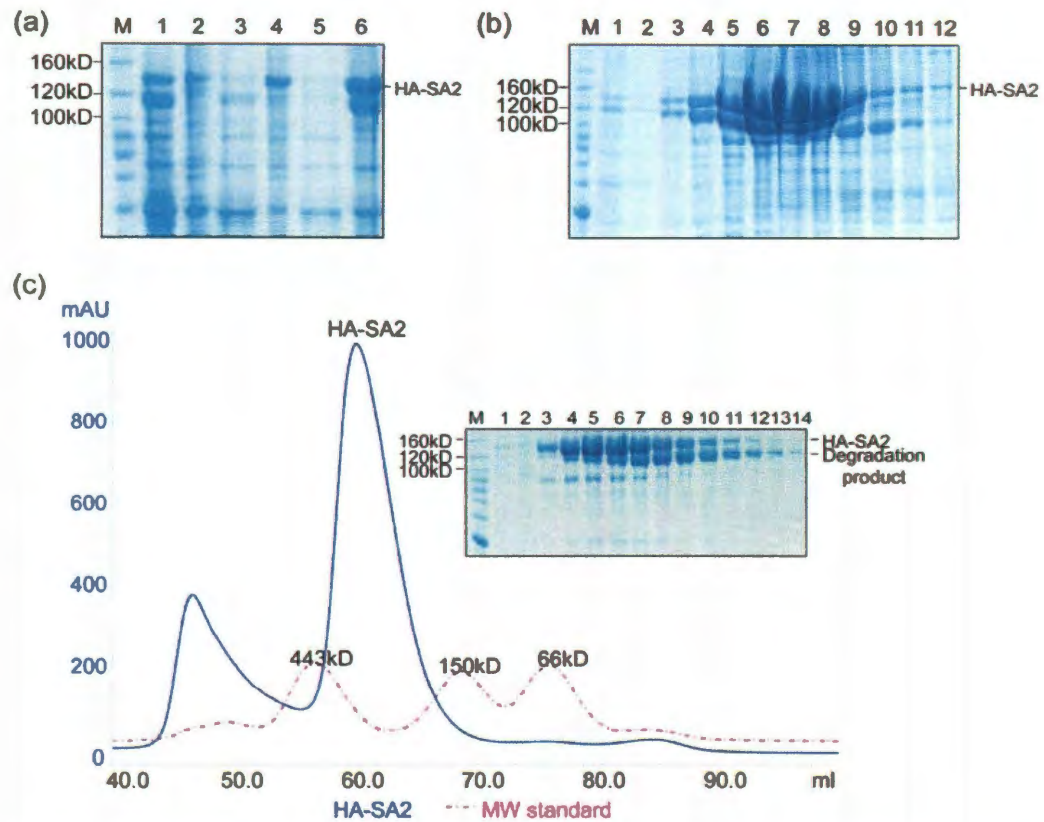 (a)
M 1 2 3 4 5 6
160kD
120kD
100kD
HA-SA2
(b)
M 1 2 3 4 5 6 7 8 9 10 11 12
160kD
120kD
100kD
HA-SA2
(c)
mAU
1000
800
600
400
200
0
HA-SA2
443kD
150kD
66kD
M 1 2 3 4 5 6 7 8 9 10 11 12 13 14
160kD
120kD
100kD
HA-SA2
Degradation
product
40.0 50.0 60.0 70.0 80.0 90.0 ml
HA-SA2 MW standard